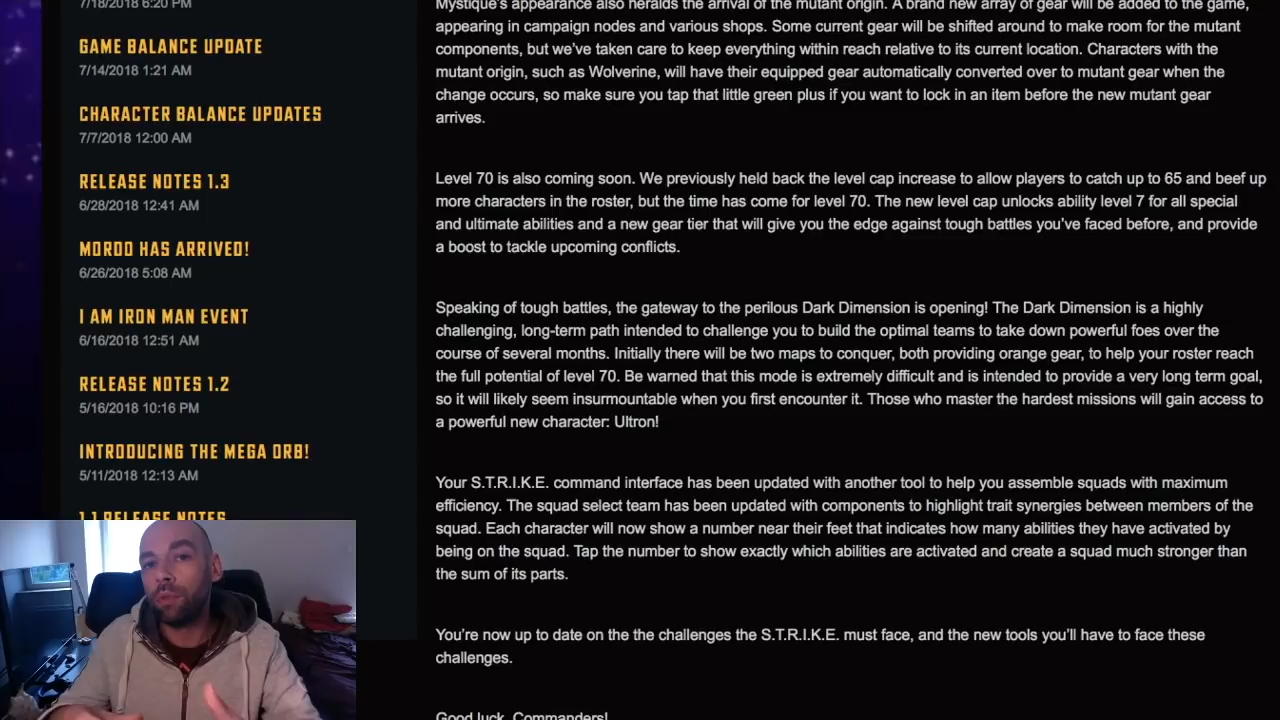 7/18/2018 6:20 PM
GAME BALANCE UPDATE
7/14/2018 1:21 AM
CHARACTER BALANCE UPDATES
7/7/2018 12:00 AM
RELEASE NOTES 1.3
6/28/2018 12:41 AM
MORDO HAS ARRIVED!
6/26/2018 5:08 AM
I AM IRON MAN EVENT
6/16/2018 12:51 AM
RELEASE NOTES 1.2
5/16/2018 10:16 PM
INTRODUCING THE MEGA ORB!
5/11/2018 12:13 AM
1.1 RELEASE NOTES
Mystique's appearance also heralds the arrival of the mutant origin. A brand new array of gear will be added to the game,
appearing in campaign nodes and various shops. Some current gear will be shifted around to make room for the mutant
components, but we've taken care to keep everything within reach relative to its current location. Characters with the
mutant origin, such as Wolverine, will have their equipped gear automatically converted over to mutant gear when the
change occurs, so make sure you tap that little green plus if you want to lock in an item before the new mutant gear
arrives.
Level 70 is also coming soon. We previously held back the level cap increase to allow players to catch up to 65 and beef up
more characters in the roster, but the time has come for level 70. The new level cap unlocks ability level 7 for all special
and ultimate abilities and a new gear tier that will give you the edge against tough battles you've faced before, and provide
a boost to tackle upcoming conflicts.
Speaking of tough battles, the gateway to the perilous Dark Dimension is opening! The Dark Dimension is a highly
challenging, long-term path intended to challenge you to build the optimal teams to take down powerful foes over the
course of several months. Initially there will be two maps to conquer, both providing orange gear, to help your roster reach
the full potential of level 70. Be warned that this mode is extremely difficult and is intended to provide a very long term goal,
so it will likely seem insurmountable when you first encounter it. Those who master the hardest missions will gain access to
a powerful new character: Ultron!
Your S.T.R.I.K.E. command interface has been updated with another tool to help you assemble squads with maximum
efficiency. The squad select team has been updated with components to highlight trait synergies between members of the
squad. Each character will now show a number near their feet that indicates how many abilities they have activated by
being on the squad. Tap the number to show exactly which abilities are activated and create a squad much stronger than
the sum of its parts.
You're now up to date on the the challenges the S.T.R.I.K.E. must face, and the new tools you'll have to face these
challenges.
Good luck, Commanders!